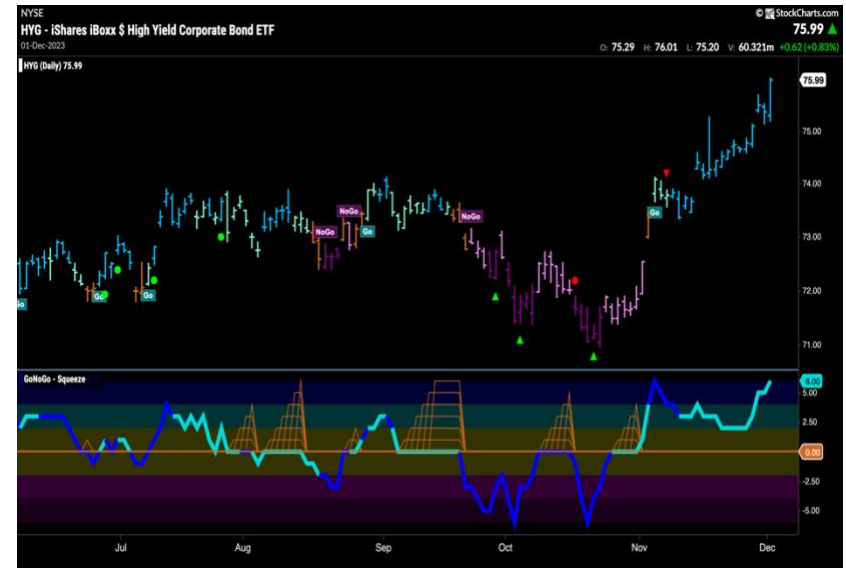 NYSE
© StockCharts.com
HYG - iShares iBoxx $ High Yield Corporate Bond ETF
75.99
01-Dec-2023
O: 75.29 H: 76.01 L: 75.20 V: 60.321m +0.62 (+0.83%)
HYG (Daily) 75.99
75.99
75.00
74.00
NoGo
NoGo
Go
NoGo
Go
73.00
Go
Go
Go
72.00
71.00
GoNoGo - Squeeze
6.00
5.00
2.50
0.00
-2.50
-5.00
Jul Aug Sep Oct Nov Dec